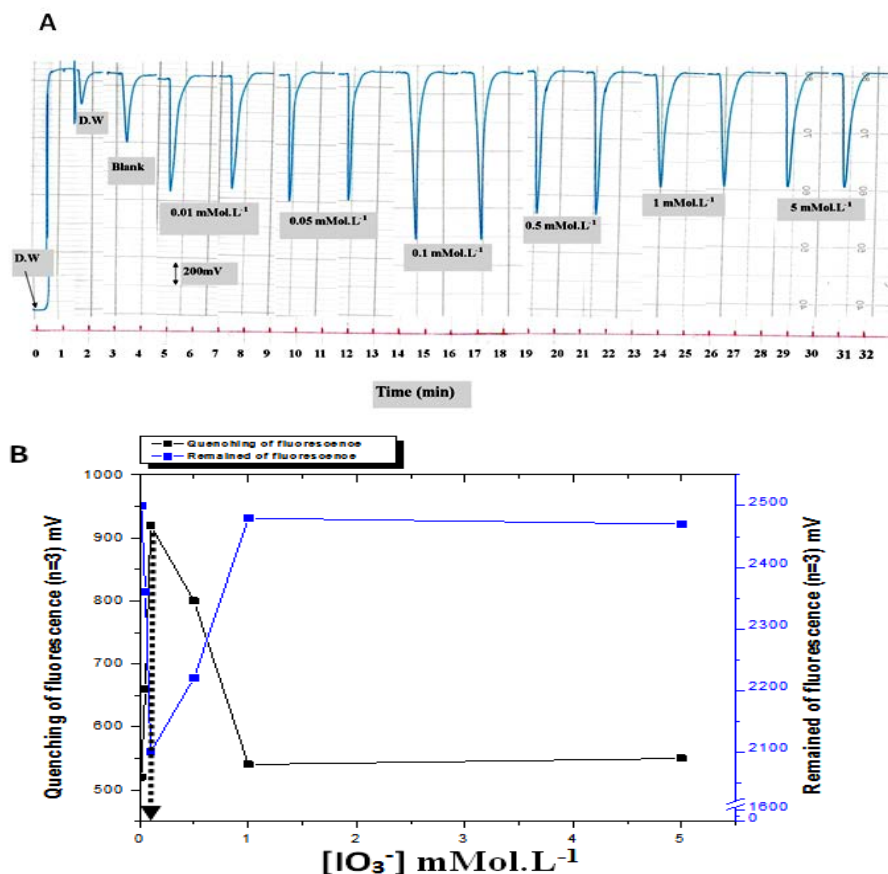 A
D.W
Blank
0.01 mMol.L-1
0.05 mMol.L-1
0.1 mMol.L-1
0.5 mMol.L-1
1 mMol.L-1
5 mMol.L-1
D.W
200mV
0 1 2 3 4 5 6 7 8 9 10 11 12 13 14 15 16 17 18 19 20 21 22 23 24 25 26 27 28 29 30 31 32
Time (min)
B
Quenching of fluorescence
Remained of fluorescence
Quenching of fluorescence (n=3) mV
1000
900
800
700
600
500
2500
2400
2300
2200
2100
1600
0
Remained of fluorescence (n=3) mV
0 1 2 3 4 5
[IO₃⁻] mMol.L⁻¹